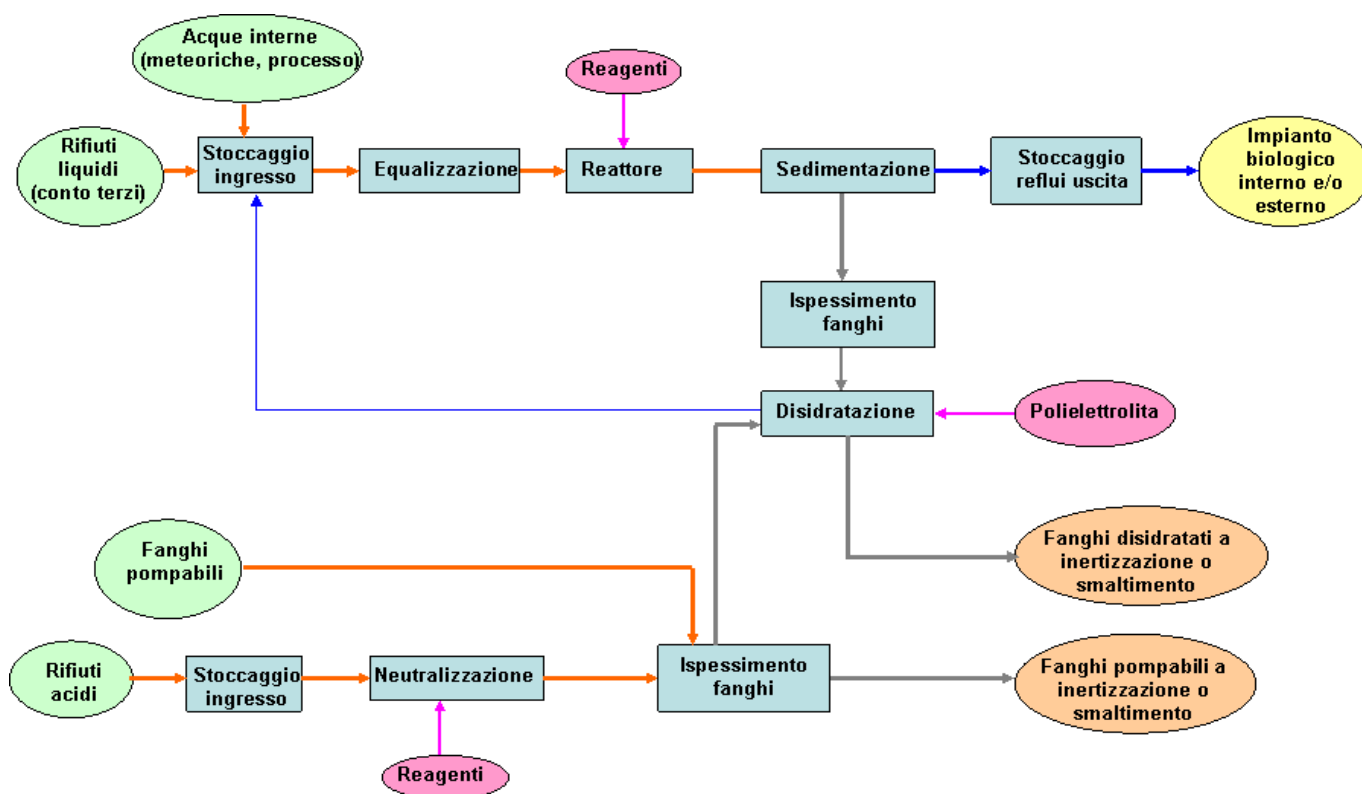 Acque interne
(meteoriche, processo)
Reagenti
Rifiuti
liquidi
(conto terzi)
Stoccaggio
ingresso
Equalizzazione
Reattore
Sedimentazione
Stoccaggio
reflui uscita
Impianto
biologico
interno e/o
esterno
Ispessimento
fanghi
Disidratazione
Polielettrolita
Fanghi
pompabili
Fanghi disidratati a
inertizzazione o
smaltimento
Rifiuti
acidi
Stoccaggio
ingresso
Neutralizzazione
Ispessimento
fanghi
Fanghi pompabili a
inertizzazione o
smaltimento
Reagenti